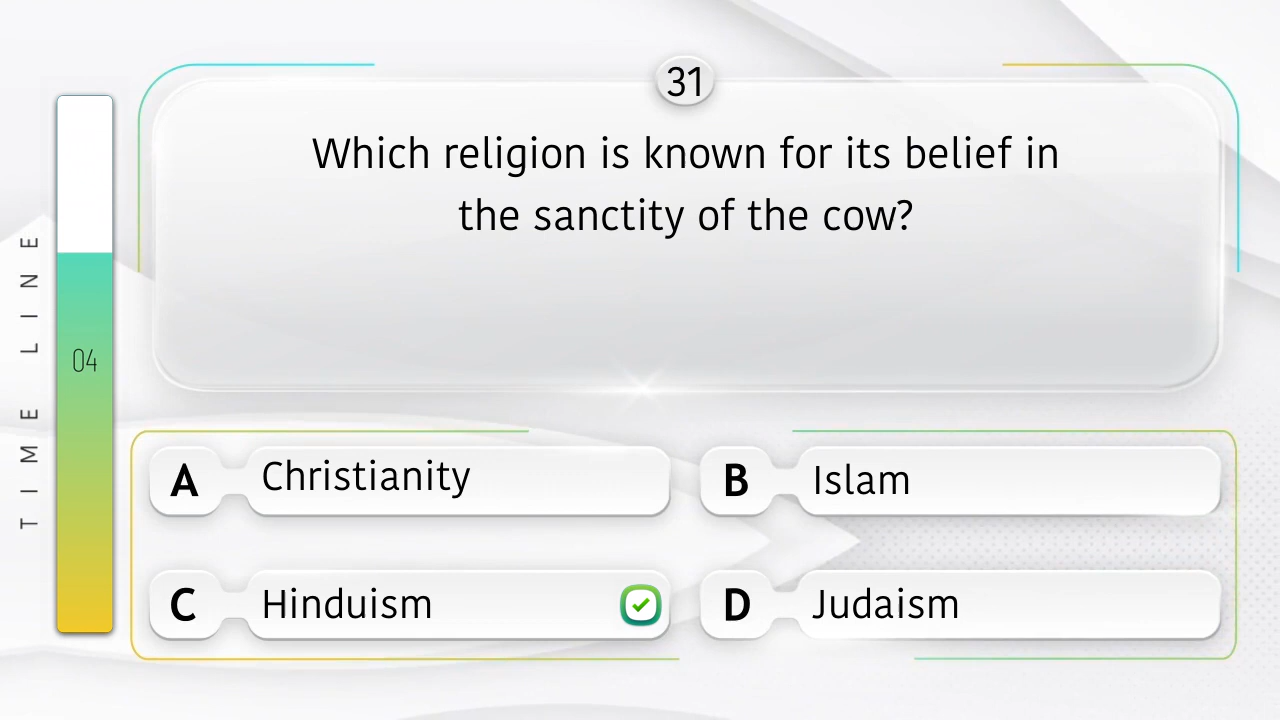 31
Which religion is known for its belief in
the sanctity of the cow?
TIME LINE
04
A Christianity
B Islam
C Hinduism
D Judaism